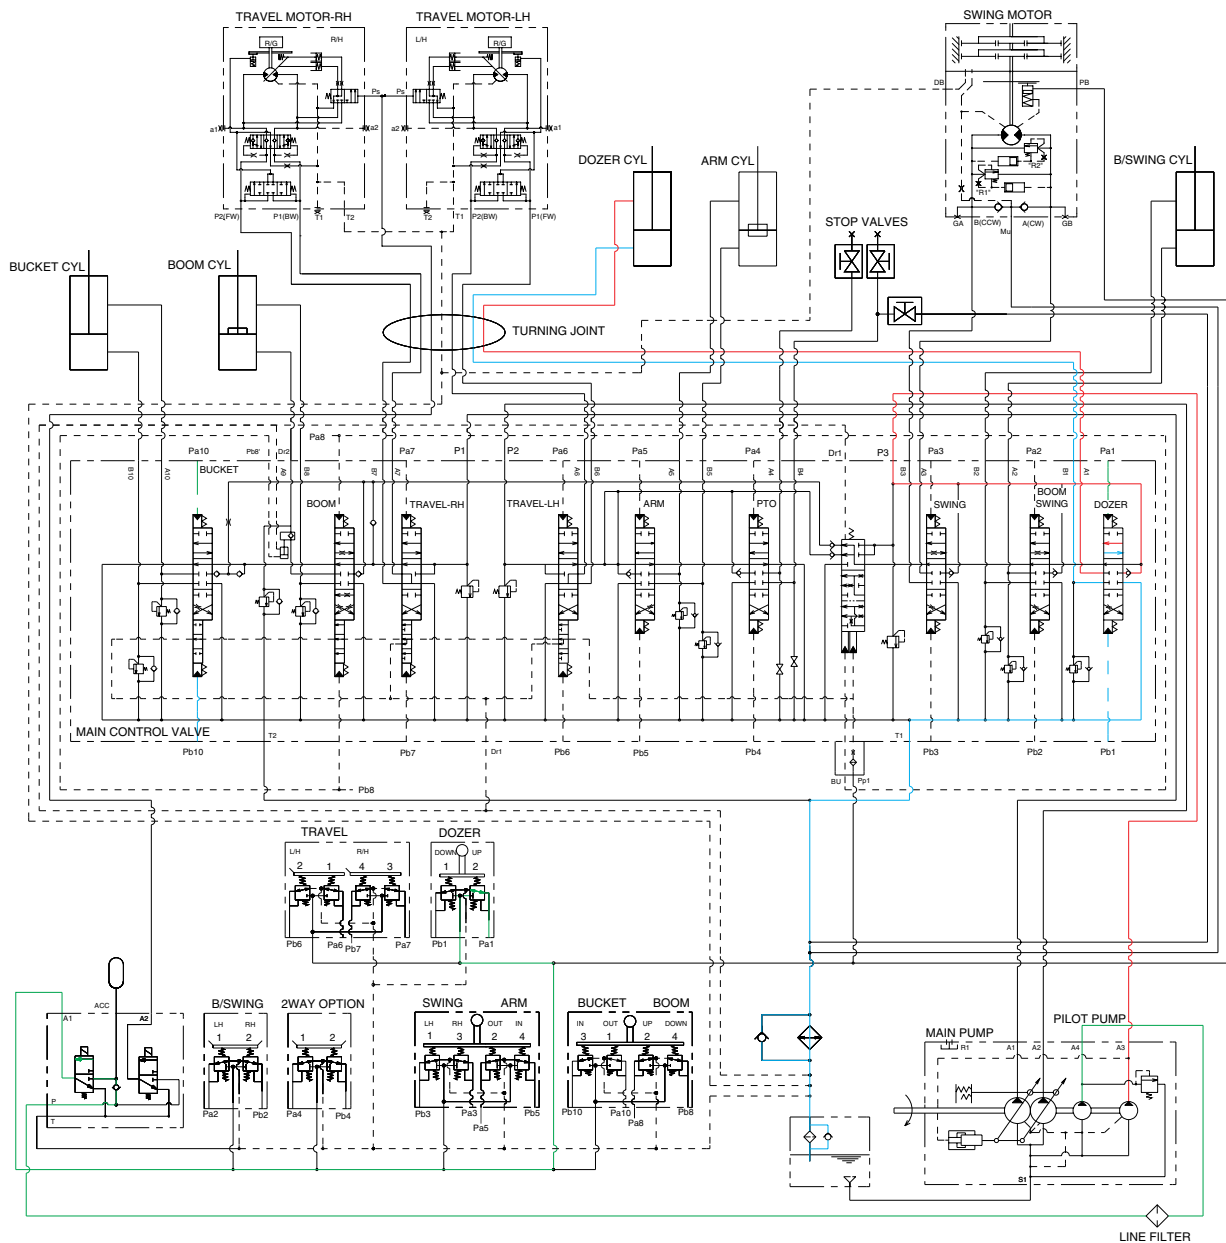 TRAVEL MOTOR-RH TRAVEL MOTOR-LH SWING MOTOR
R/G R/H L/H R/G
DB PB
Ps Ps
a1 a2 a2 a1
DOZER CYL ARM CYL B/SWING CYL
"R2"
"R1"
P2(FW) P1(BW) T1 T2 T2 T1 P2(BW) P1(FW)
GA B(CCW) Mu A(CW) GB
STOP VALVES
BUCKET CYL BOOM CYL
TURNING JOINT
Pa8
Pa10 Pb8' Dr2 Pa7 P1 P2 Pa6 Pa5 Pa4 Dr1 P3 Pa3 Pa2 Pa1
B10 A10 A9 B8 B7 A7 A6 B6 A5 B5 A4 B4 B3 A3 B2 A2 B1 A1
BUCKET
BOOM TRAVEL-RH TRAVEL-LH ARM PTO SWING BOOM SWING DOZER
MAIN CONTROL VALVE
T2 T1
Pb10 Pb7 Dr1 Pb6 Pb5 Pb4 Pb3 Pb2 Pb1
BU Pp1
Pb8
TRAVEL DOZER
L/H R/H DOWN UP
2 1 4 3 1 2
Pb6 Pa6 Pb7 Pa7 Pb1 Pa1
ACC
B/SWING 2WAY OPTION SWING ARM BUCKET BOOM
A1 A2
LH RH LH RH OUT IN IN OUT UP DOWN
1 2 1 2 1 3 2 4 3 1 2 4
P
T
Pa2 Pb2 Pa4 Pb4 Pb3 Pa3 Pa5 Pb5 Pb10 Pa10 Pa8 Pb8
PILOT PUMP
MAIN PUMP
R1 A1 A2 A4 A3
S1
LINE FILTER